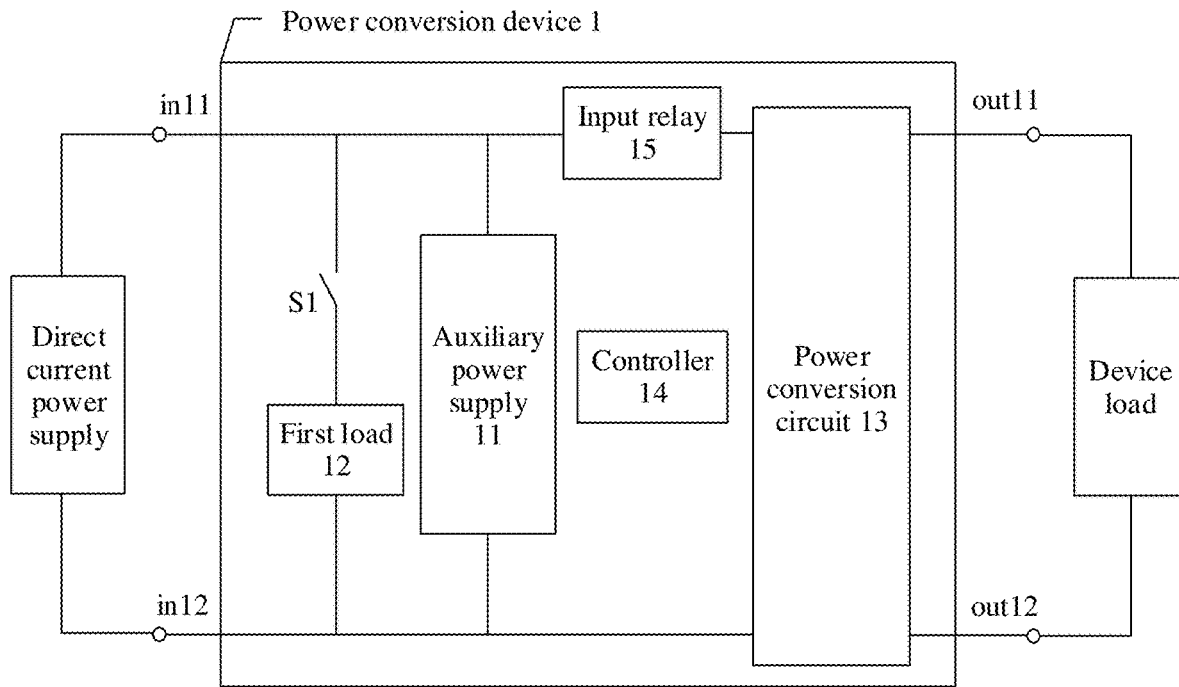 Power conversion device 1
in11
out11
Input relay
15
S1
Direct
current
power
supply
First load
12
Auxiliary
power
supply
11
Controller
14
Power
conversion
circuit 13
Device
load
in12
out12